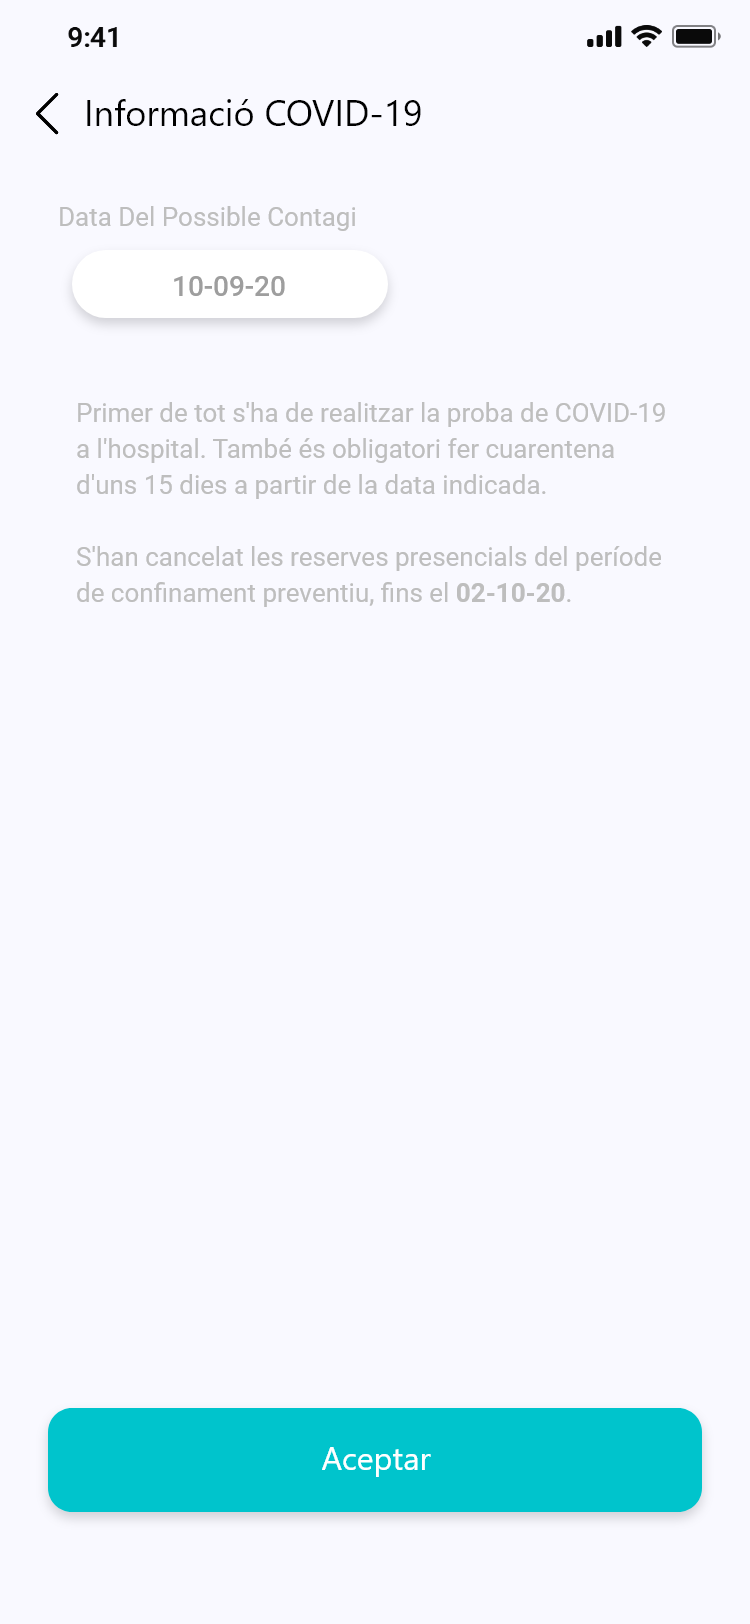 9:41
Informació COVID-19
Data Del Possible Contagi
10-09-20
Primer de tot s'ha de realitzar la proba de COVID-19
a l'hospital. També és obligatori fer cuarentena
d'uns 15 dies a partir de la data indicada.
S'han cancelat les reserves presencials del període
de confinament preventiu, fins el 02-10-20.
Aceptar